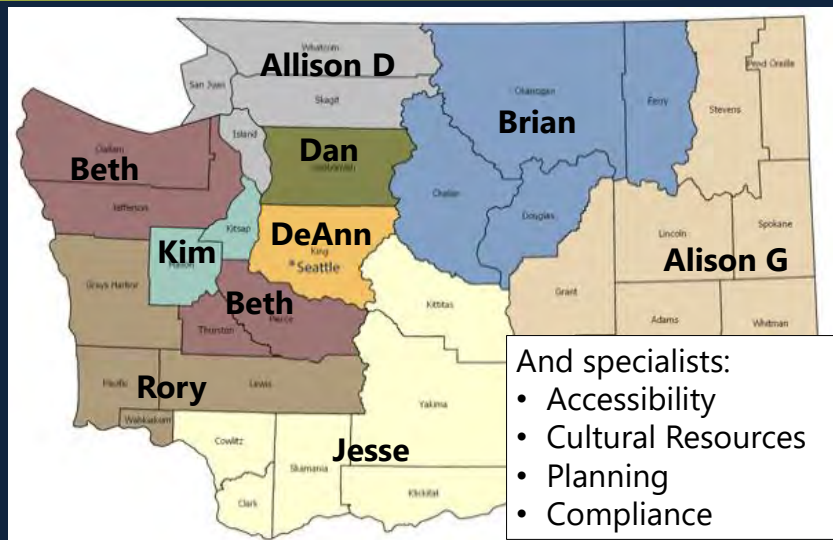 Whatcom
Allison D
San Juan
Skagit
Okanogan
Pend Oreille
Ferry
Stevens
Brian
Island
Dan
Clallam
Beth
Chelan
Jefferson
Kitsap
Douglas
Lincoln
Spokane
DeAnn
King
Kim
Alison G
*Seattle
Grays Harbor
Beth
Pierce
Kittitas
Grant
Thurston
Adams
Whitman
Pacific
Rory
Lewis
Yakima
Wahkiakum
Cowlitz
Jesse
Skamania
Clark
Klickitat
And specialists:
• Accessibility
• Cultural Resources
• Planning
• Compliance